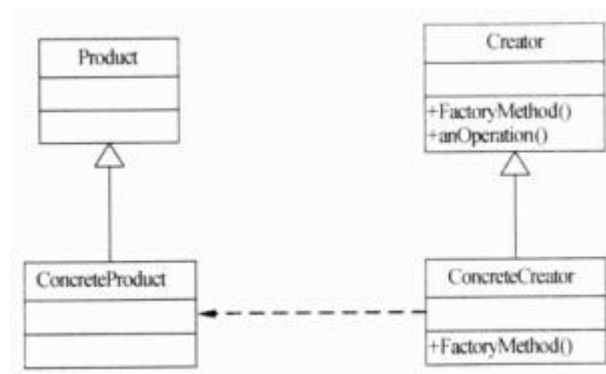 Product
Creator
+FactoryMethod()
+anOperation()
ConcreteProduct
ConcreteCreator
+FactoryMethod()